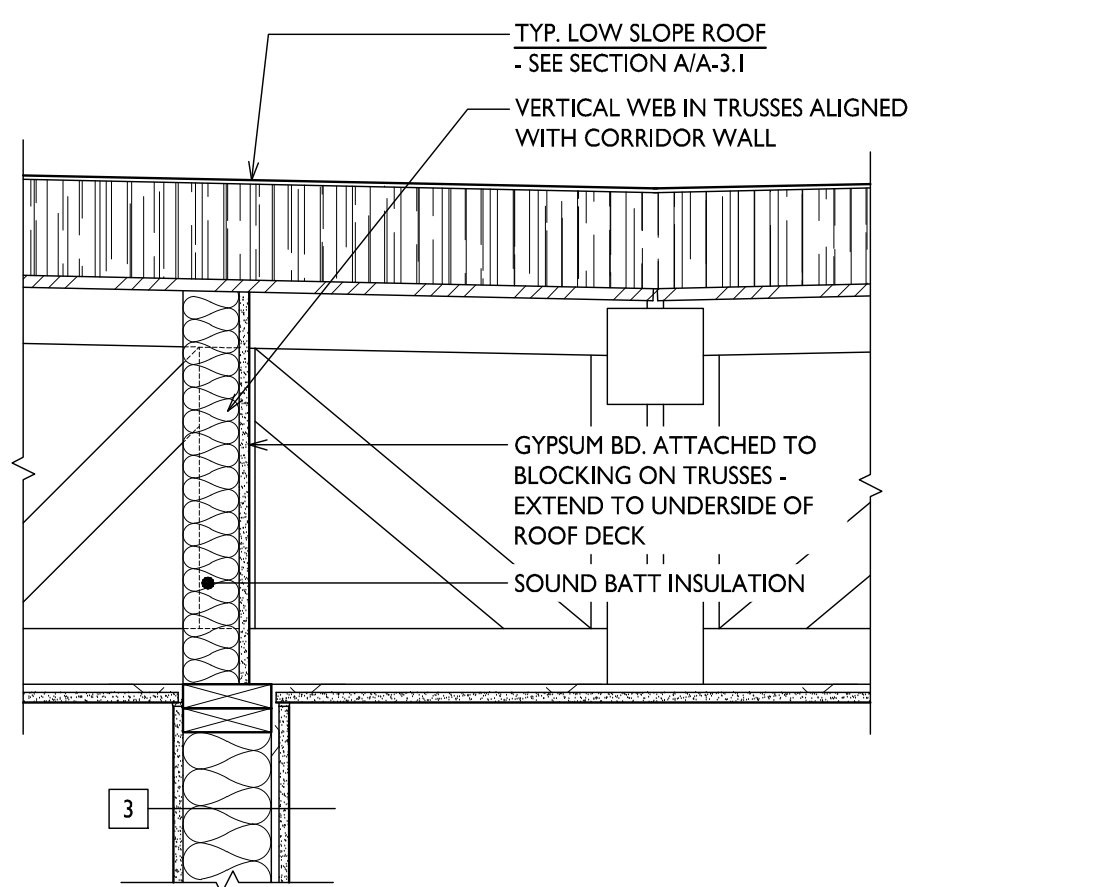 TYP. LOW SLOPE ROOF
- SEE SECTION A/A-3.1
VERTICAL WEB IN TRUSSES ALIGNED
WITH CORRIDOR WALL
GYPSUM BD. ATTACHED TO
BLOCKING ON TRUSSES -
EXTEND TO UNDERSIDE OF
ROOF DECK
SOUND BATT INSULATION
3